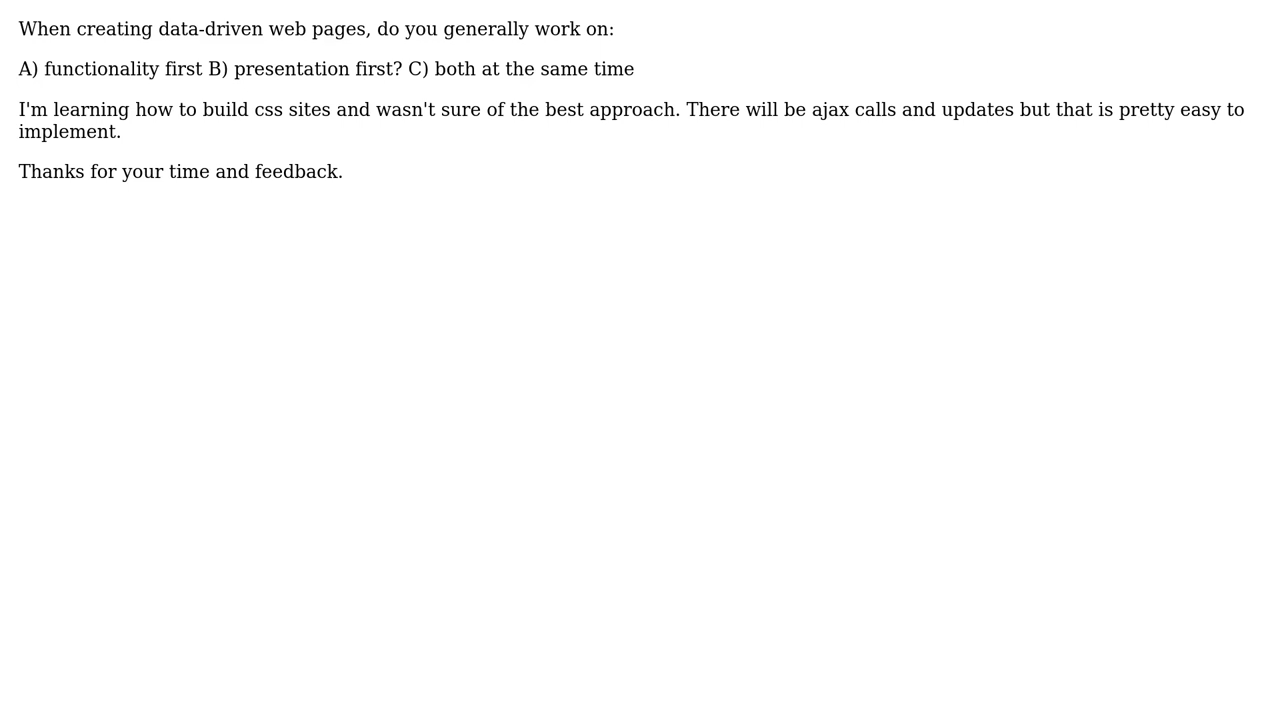 When creating data-driven web pages, do you generally work on:
A) functionality first B) presentation first? C) both at the same time
I'm learning how to build css sites and wasn't sure of the best approach. There will be ajax calls and updates but that is pretty easy to
implement.
Thanks for your time and feedback.